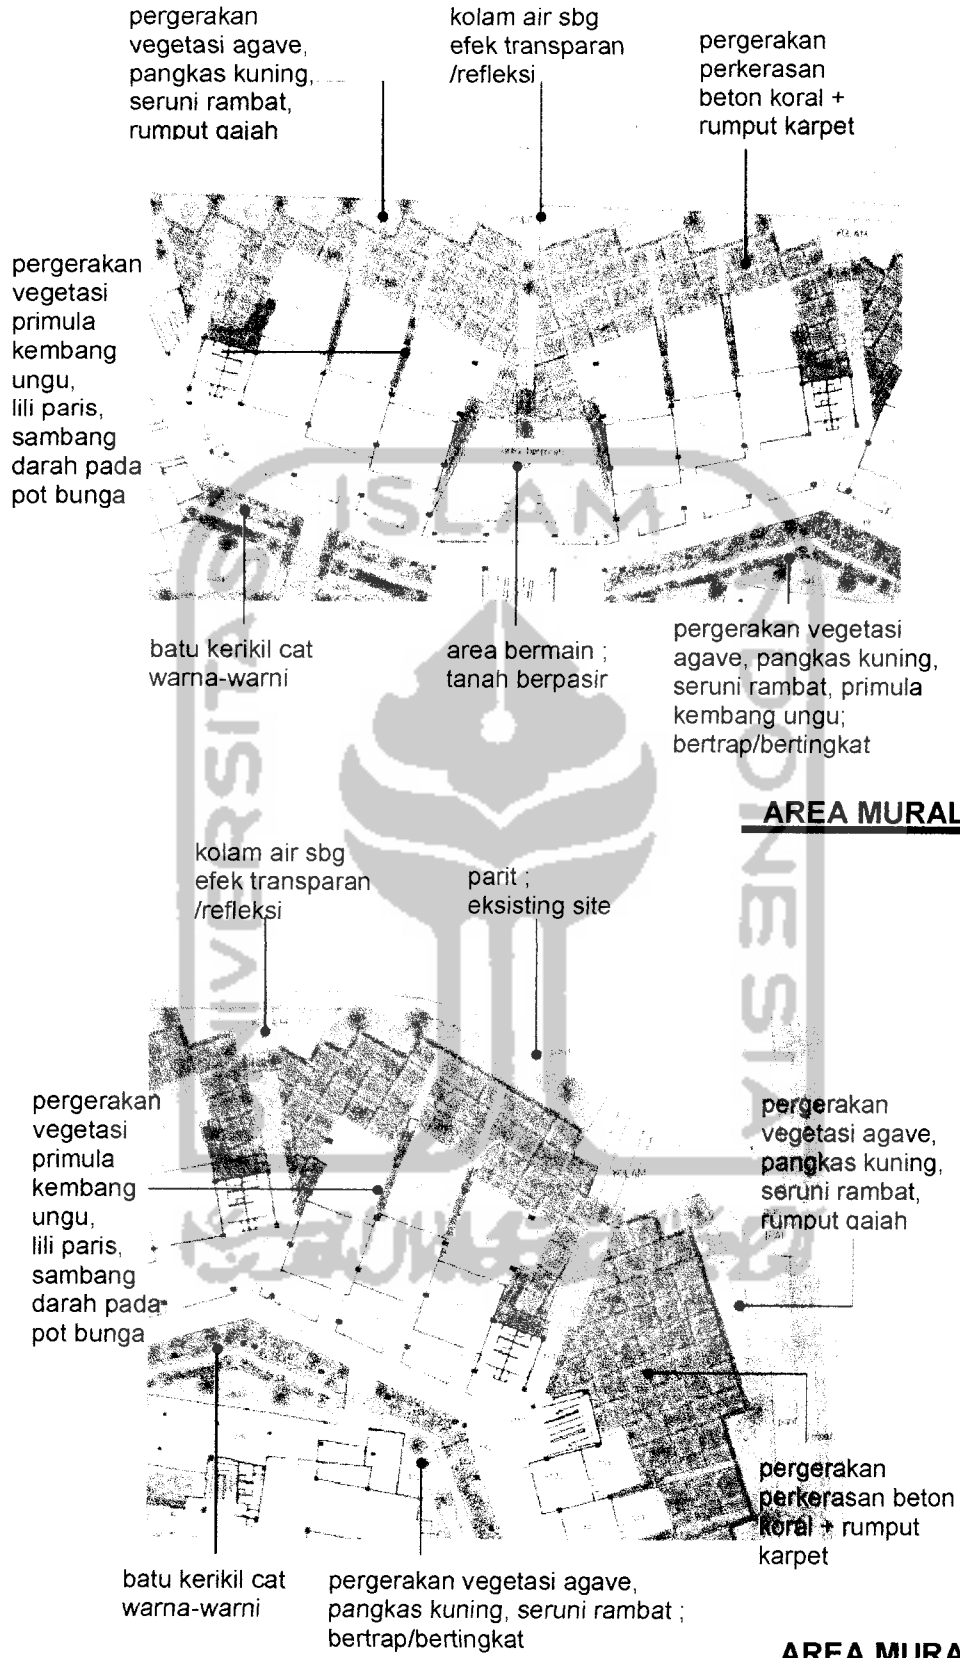 pergerakan
vegetasi agave,
pangkas kuning,
seruni rambat,
rumput gajah
kolam air sbg
efek transparan
/refleksi
pergerakan
perkerasan
beton koral +
rumput karpet
pergerakan
vegetasi
primula
kembang
ungu,
lili paris,
sambang
darah pada
pot bunga
batu kerikil cat
warna-warni
area bermain ;
tanah berpasir
pergerakan vegetasi
agave, pangkas kuning,
seruni rambat, primula
kembang ungu;
bertrap/bertingkat
AREA MURAL
kolam air sbg
efek transparan
/refleksi
parit ;
eksisting site
pergerakan
vegetasi
primula
kembang
ungu,
lili paris,
sambang
darah pada
pot bunga
pergerakan
vegetasi agave,
pangkas kuning,
seruni rambat,
rumput gajah
pergerakan
perkerasan beton
koral + rumput
karpet
batu kerikil cat
warna-warni
pergerakan vegetasi agave,
pangkas kuning, seruni rambat ;
bertrap/bertingkat
AREA MURA
UNIVERSITAS
ISLAM
INDONESIA